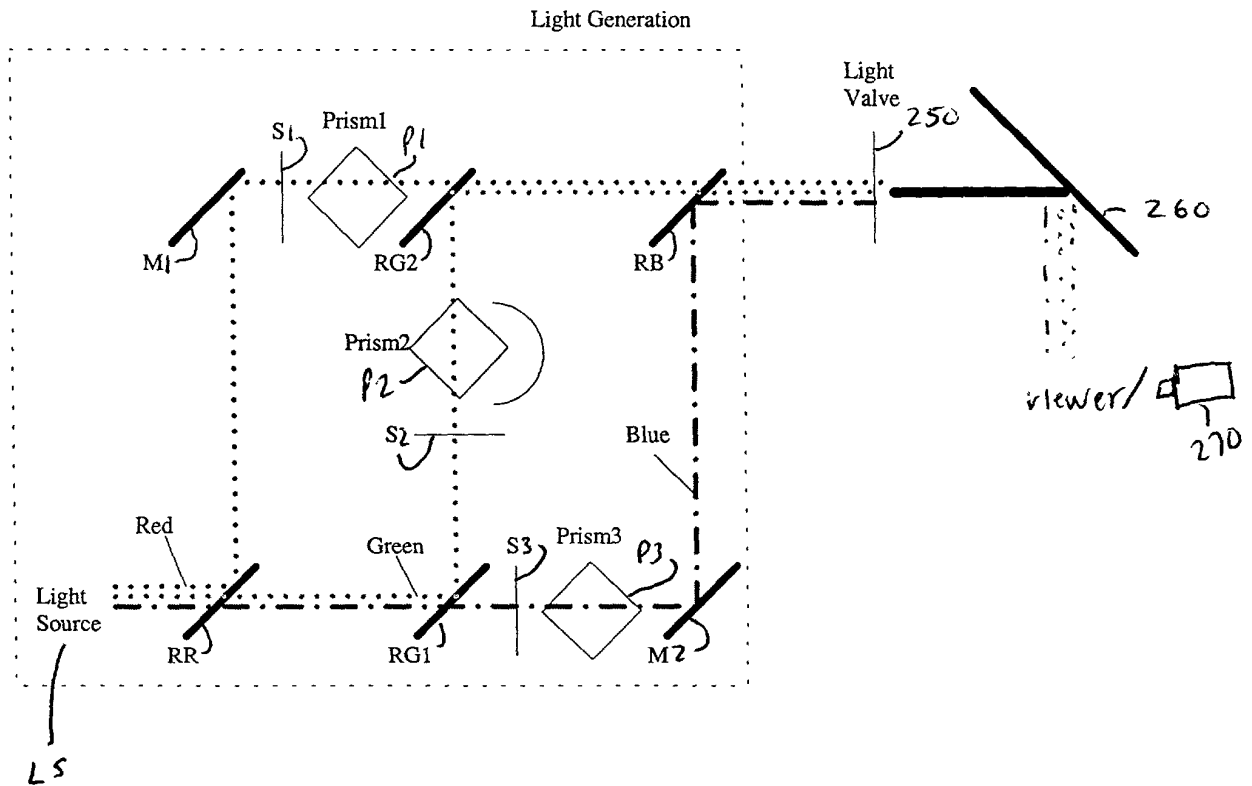 Light Generation
Light
Valve
250
S1
Prism1
P1
260
M1
RG2
RB
Prism2
P2
viewer/
270
S2
Blue
Red
Green
S3
Prism3
P3
Light
Source
RR
RG1
M2
LS